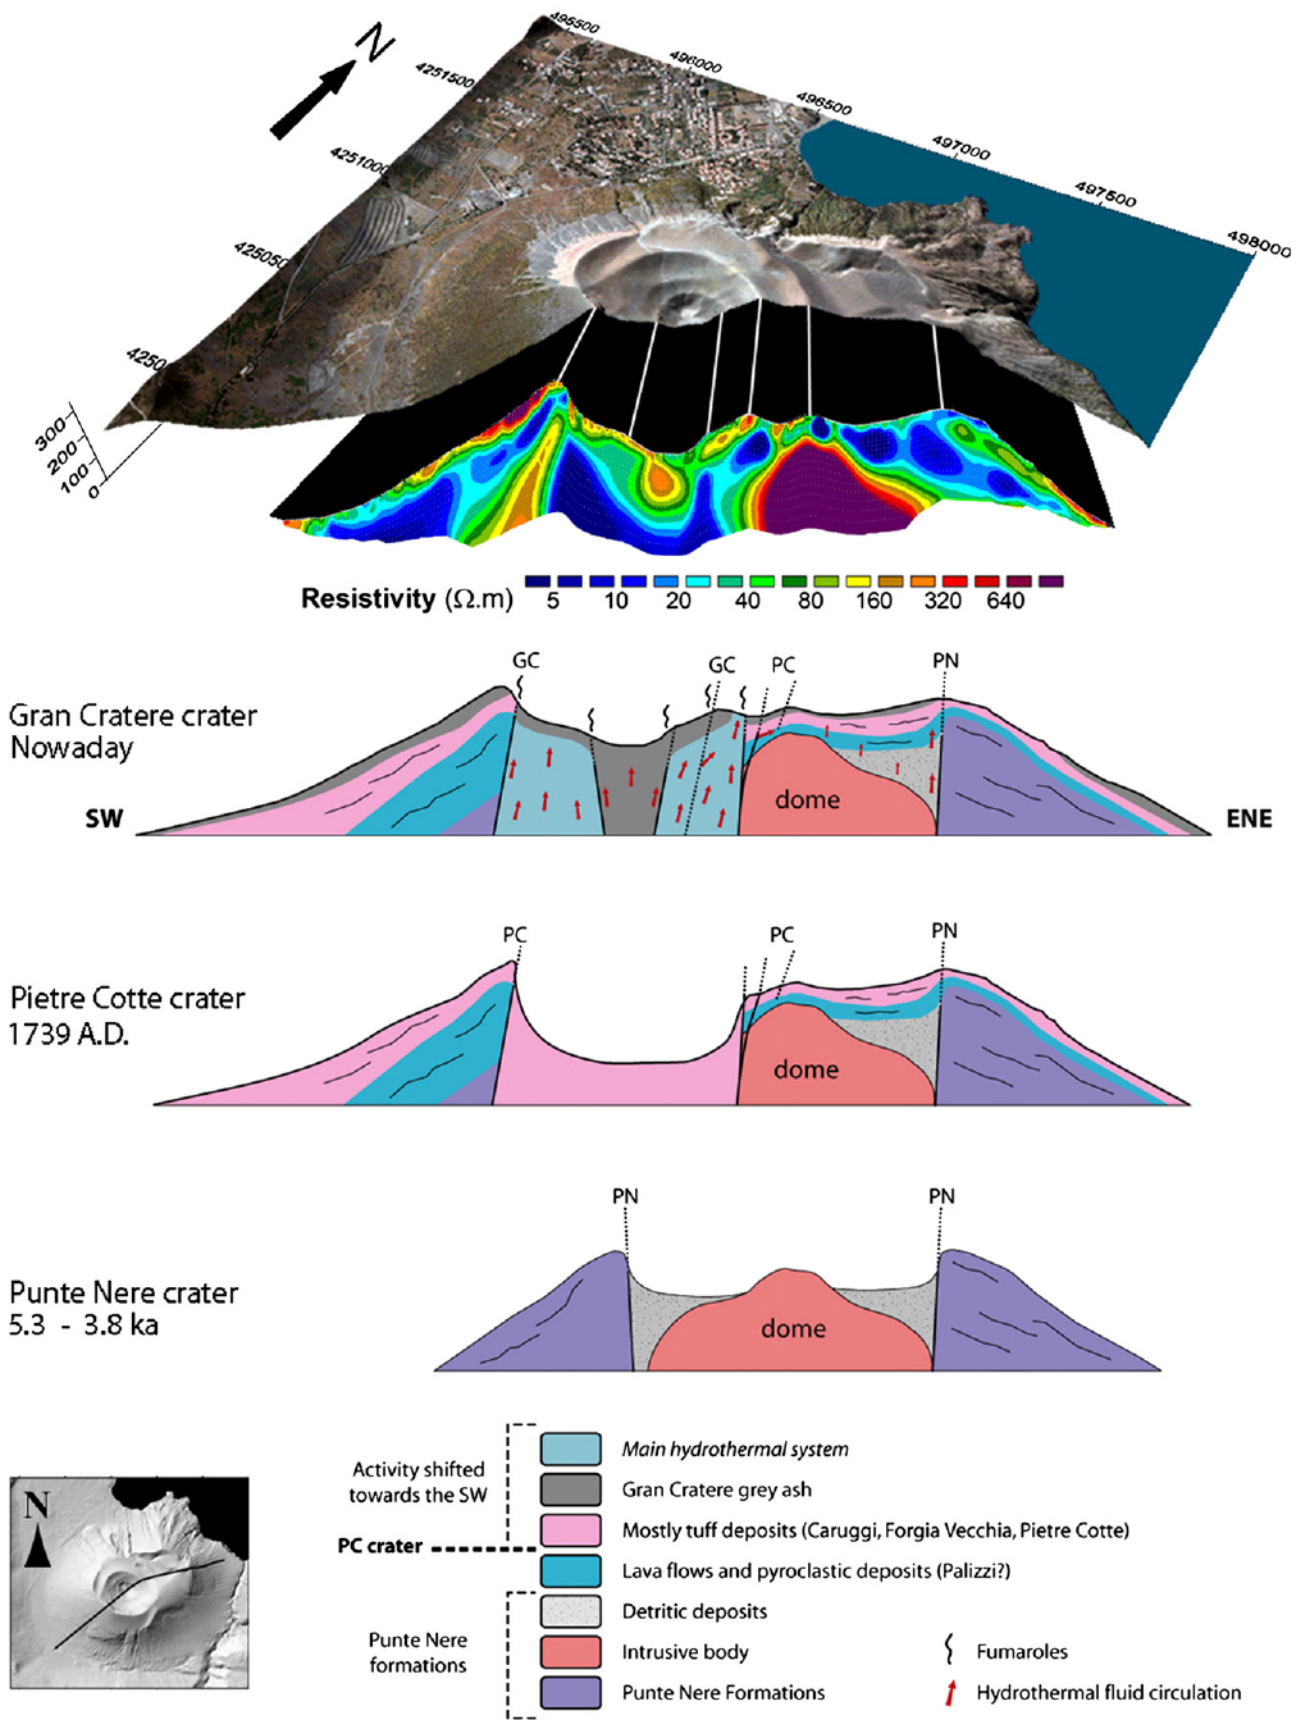 N
495500
496000
496500
497000
497500
498000
4251500
4251000
425050
4250
300
200
100
0
Resistivity (Ω.m)
5 10 20 40 80 160 320 640
GC GC PC PN
Gran Cratere crater
Nowaday
SW
dome
ENE
PC PC PN
Pietre Cotte crater
1739 A.D.
dome
PN PN
Punte Nere crater
5.3 - 3.8 ka
dome
N
Activity shifted
towards the SW
PC crater
Punte Nere
formations
Main hydrothermal system
Gran Cratere grey ash
Mostly tuff deposits (Caruggi, Forgia Vecchia, Pietre Cotte)
Lava flows and pyroclastic deposits (Palizzi?)
Detritic deposits
Intrusive body
Punte Nere Formations
Fumaroles
Hydrothermal fluid circulation